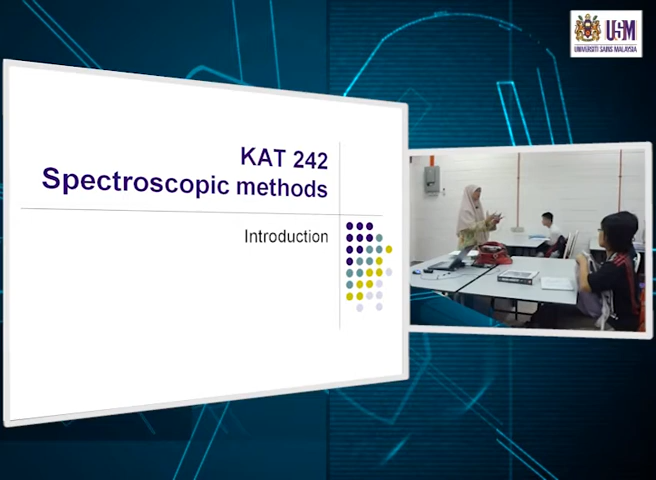 KAT 242
Spectroscopic methods
Introduction
USM
UNIVERSITI SAINS MALAYSIA